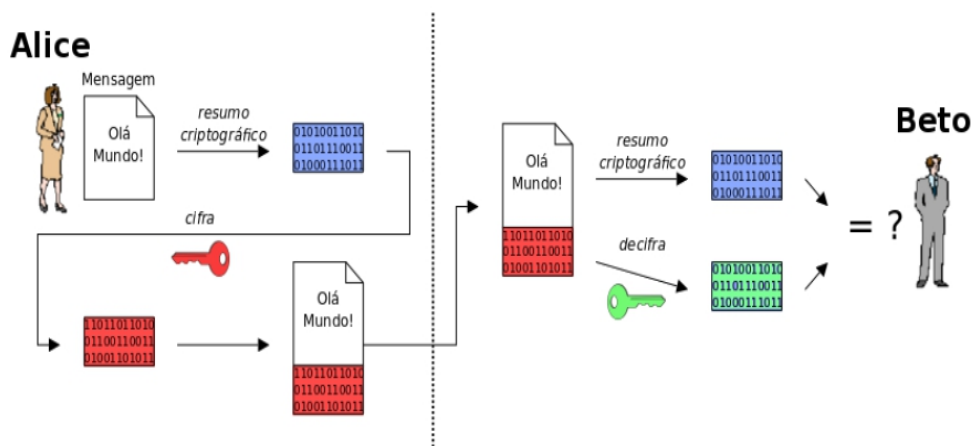 Alice
Mensagem
Olá
Mundo!
resumo
criptográfico
01010011010
01101110011
01000111011
cifra
11011011010
01100110011
01001101011
Olá
Mundo!
11011011010
01100110011
01001101011
Olá
Mundo!
11011011010
01100110011
01001101011
resumo
criptográfico
01010011010
01101110011
01000111011
decifra
01010011010
01101110011
01000111011
= ?
Beto